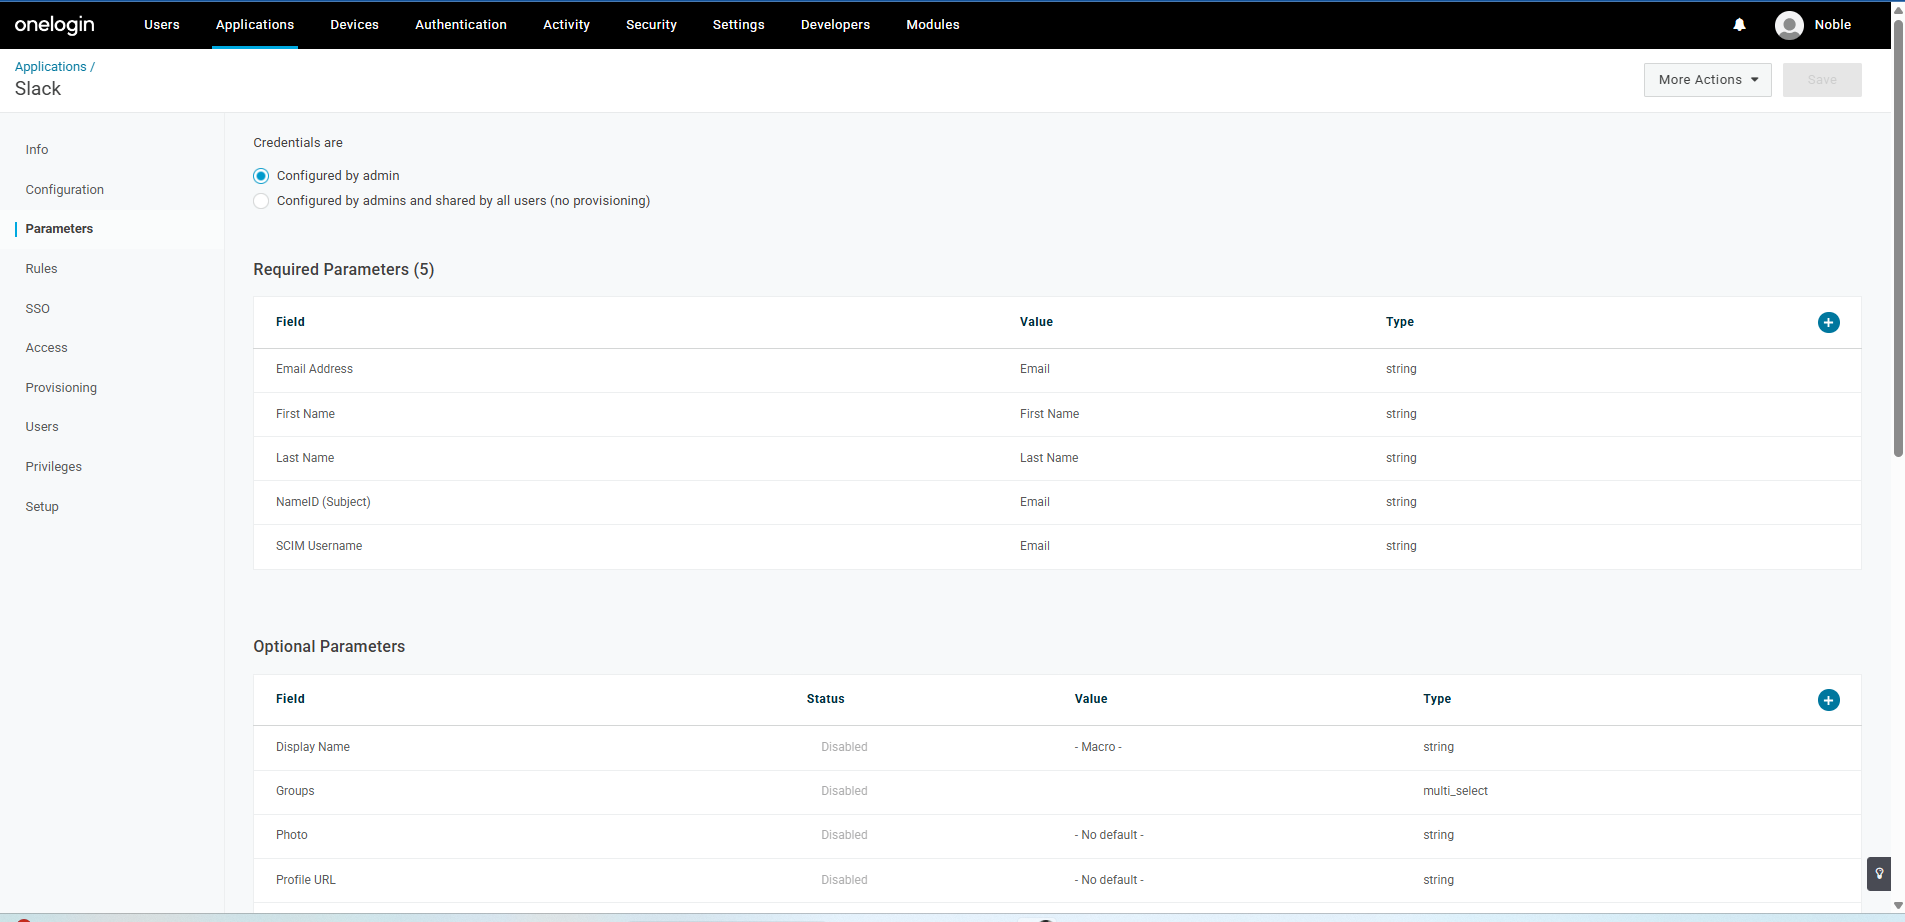 onelogin Users Applications Devices Authentication Activity Security Settings Developers Modules Noble
Applications /
Slack
More Actions Save
Info
Configuration
Parameters
Rules
SSO
Access
Provisioning
Users
Privileges
Setup
Credentials are
Configured by admin
Configured by admins and shared by all users (no provisioning)
Required Parameters (5)
Field Value Type
Email Address Email string
First Name First Name string
Last Name Last Name string
NameID (Subject) Email string
SCIM Username Email string
Optional Parameters
Field Status Value Type
Display Name Disabled - Macro - string
Groups Disabled multi_select
Photo Disabled - No default - string
Profile URL Disabled - No default - string